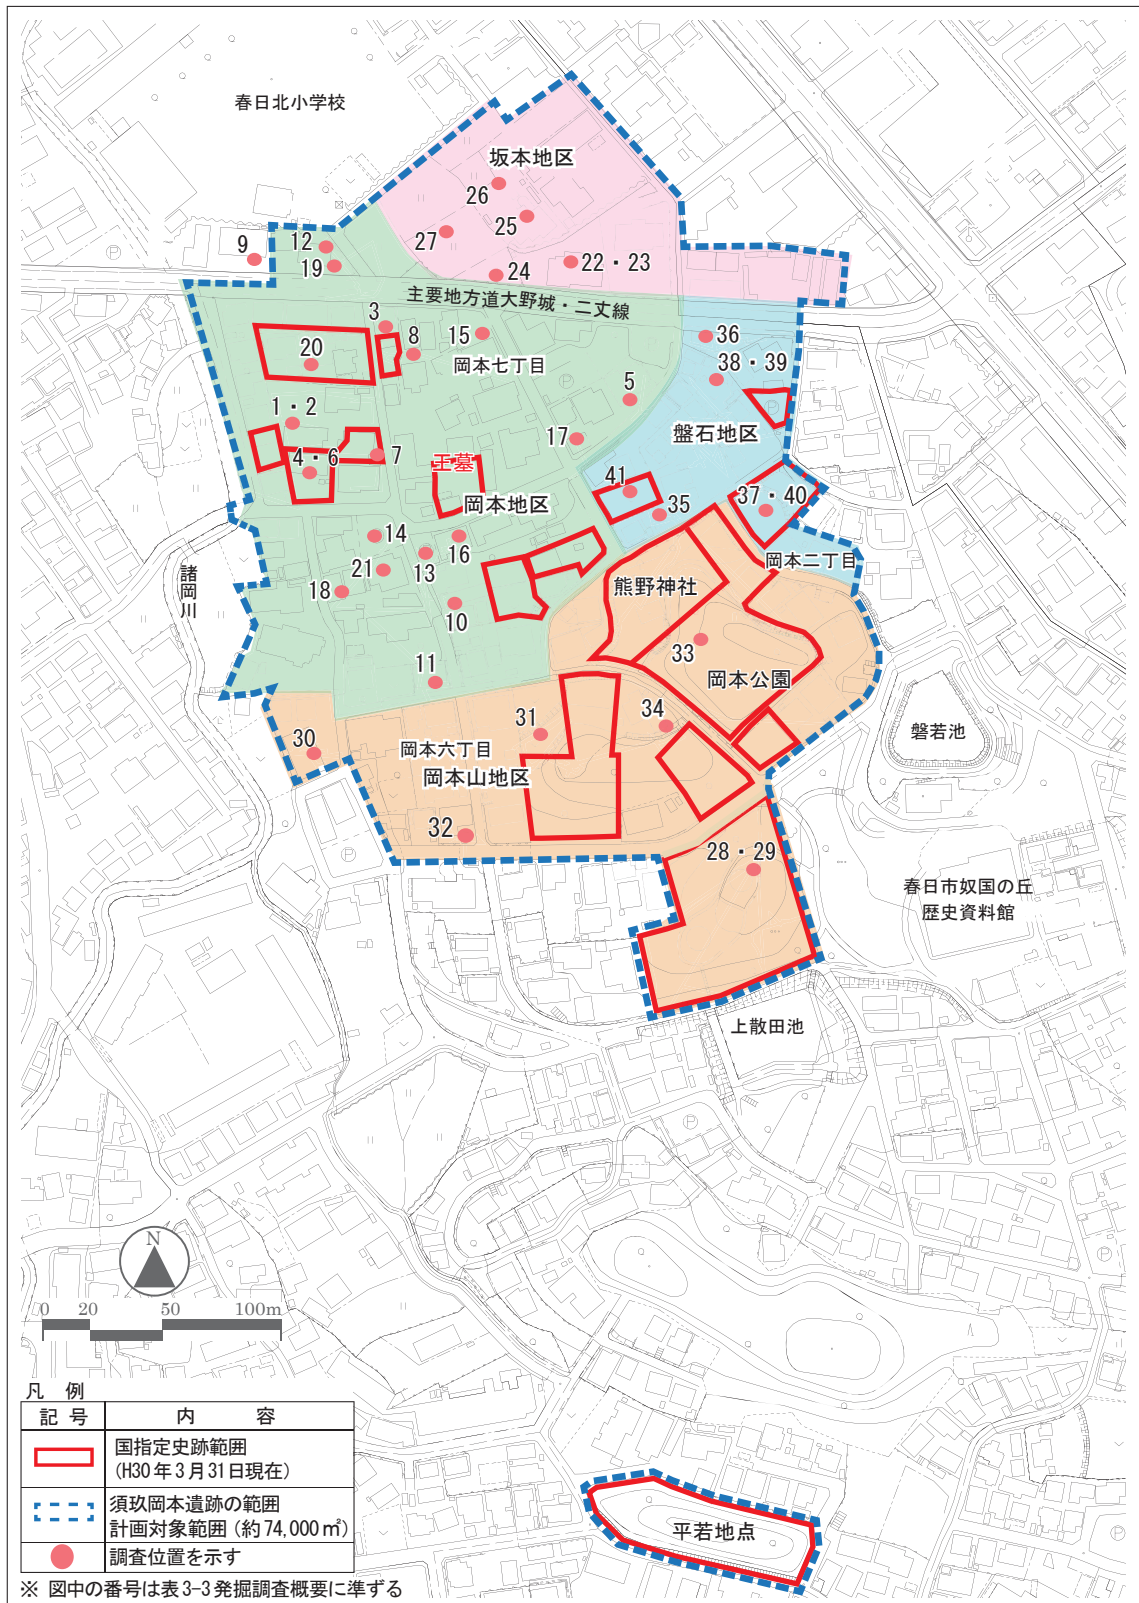 春日北小学校
坂本地区
26
25
27
9
12
19
22・23
24
主要地方道大野城・二丈線
3
8
15
岡本七丁目
36
38・39
20
5
1・2
17
盤石地区
4・6
7
王墓
岡本地区
41
35
37・40
14
16
13
21
18
10
諸岡川
岡本二丁目
熊野神社
33
岡本公園
11
31
34
磐若池
30
岡本六丁目
岡本山地区
32
28・29
春日市奴国の丘
歴史資料館
上散田池
N
0 20 50 100m
凡 例
記 号 内 容
国指定史跡範囲
(H30年3月31日現在)
須玖岡本遺跡の範囲
計画対象範囲(約74,000㎡)
調査位置を示す
※ 図中の番号は表3-3発掘調査概要に準ずる
平若地点
P
P
P
P
P